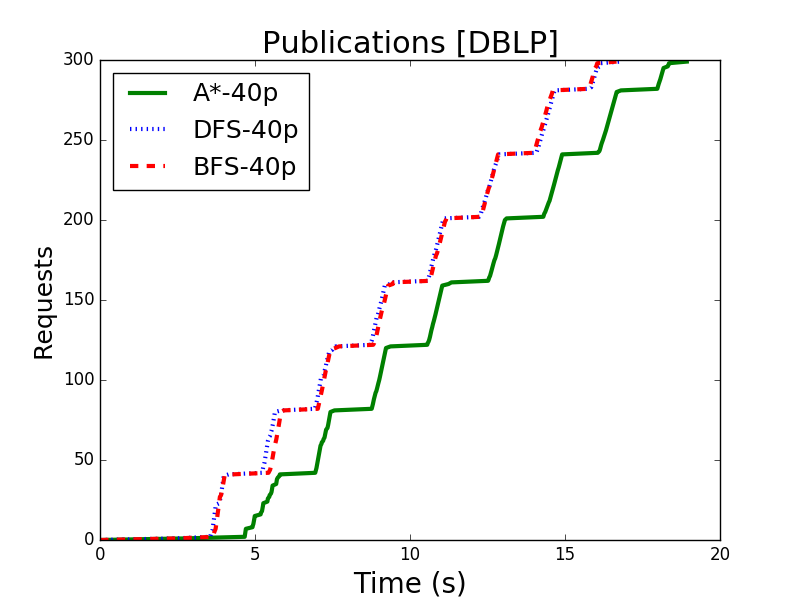 Publications [DBLP]
A*-40p
DFS-40p
BFS-40p
300
250
200
150
100
50
0
Requests
0 5 10 15 20
Time (s)